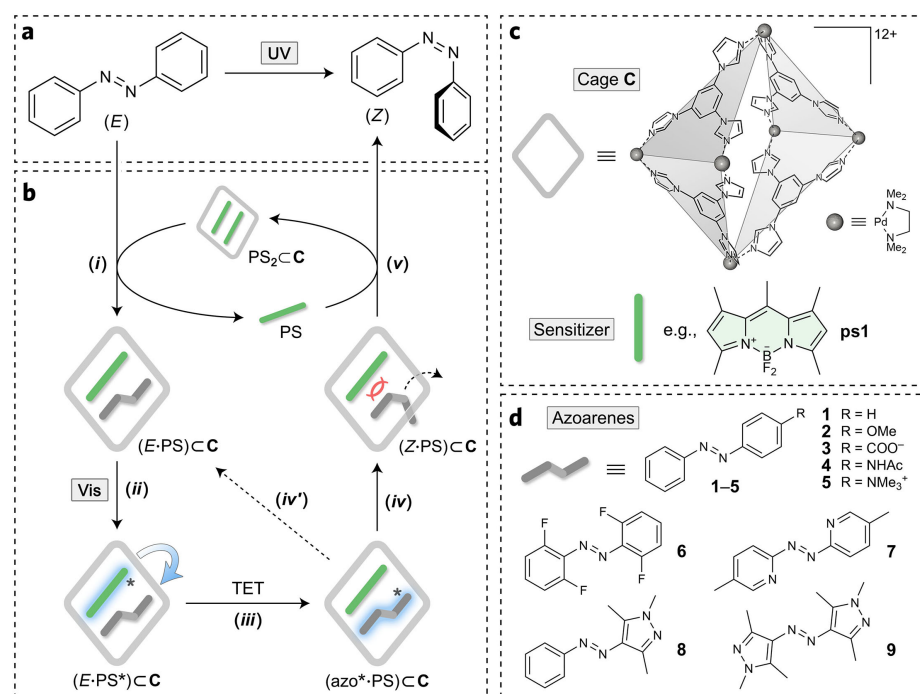 a
UV
N
N
(E)
N
N
(Z)
b
PS₂⊂C
(i)
(v)
PS
(E·PS)⊂C
(Z·PS)⊂C
Vis
(ii)
(iv')
(iv)
*
TET
*
(iii)
(E·PS*)⊂C
(azo*·PS)⊂C
c
12+
Cage C
≡
≡
Me₂
N
Pd
N
Me₂
Sensitizer
e.g.,
N⁺
N
B⁻
F₂
ps1
d
Azoarenes
≡
N
N
R
1–5
1 R = H
2 R = OMe
3 R = COO⁻
4 R = NHAc
5 R = NMe₃⁺
F
F
N
N
F
F
6
N
N
N
N
7
N
N
N
N
8
N
N
N
N
N
N
9